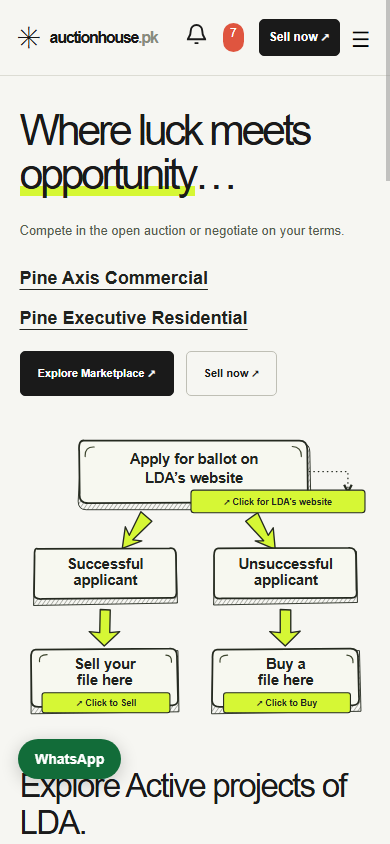 auctionhouse.pk
7
Sell now ↗
Where luck meets
opportunity…
Compete in the open auction or negotiate on your terms.
Pine Axis Commercial
Pine Executive Residential
Explore Marketplace ↗
Sell now ↗
Apply for ballot on
LDA's website
↗ Click for LDA's website
Successful
applicant
Unsuccessful
applicant
Sell your
file here
↗ Click to Sell
Buy a
file here
↗ Click to Buy
WhatsApp
Explore Active projects of
LDA.